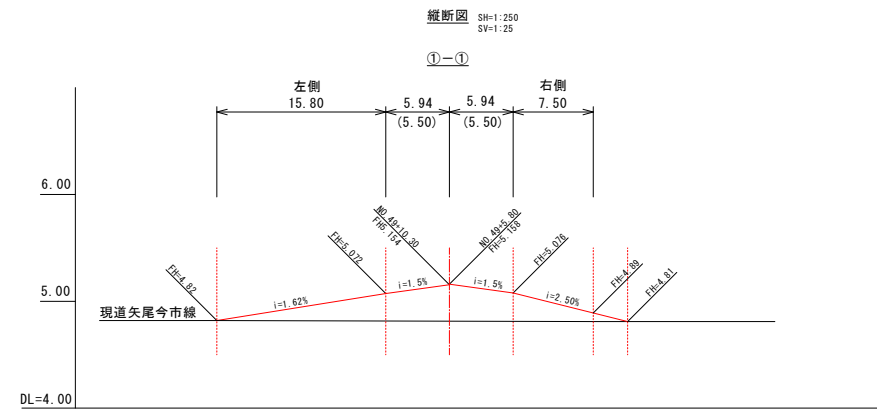 縦断図 SH=1:250
SV=1:25
①－①
左側
右側
15.80
5.94
5.94
7.50
(5.50)
(5.50)
6.00
NO.49+10.30
FH5.154
NO.49+5.80
FH=5.158
FH=4.82
FH=5.072
FH=5.076
FH=4.89
FH=4.81
5.00
i=1.62%
i=1.5%
i=1.5%
i=2.50%
現道矢尾今市線
DL=4.00